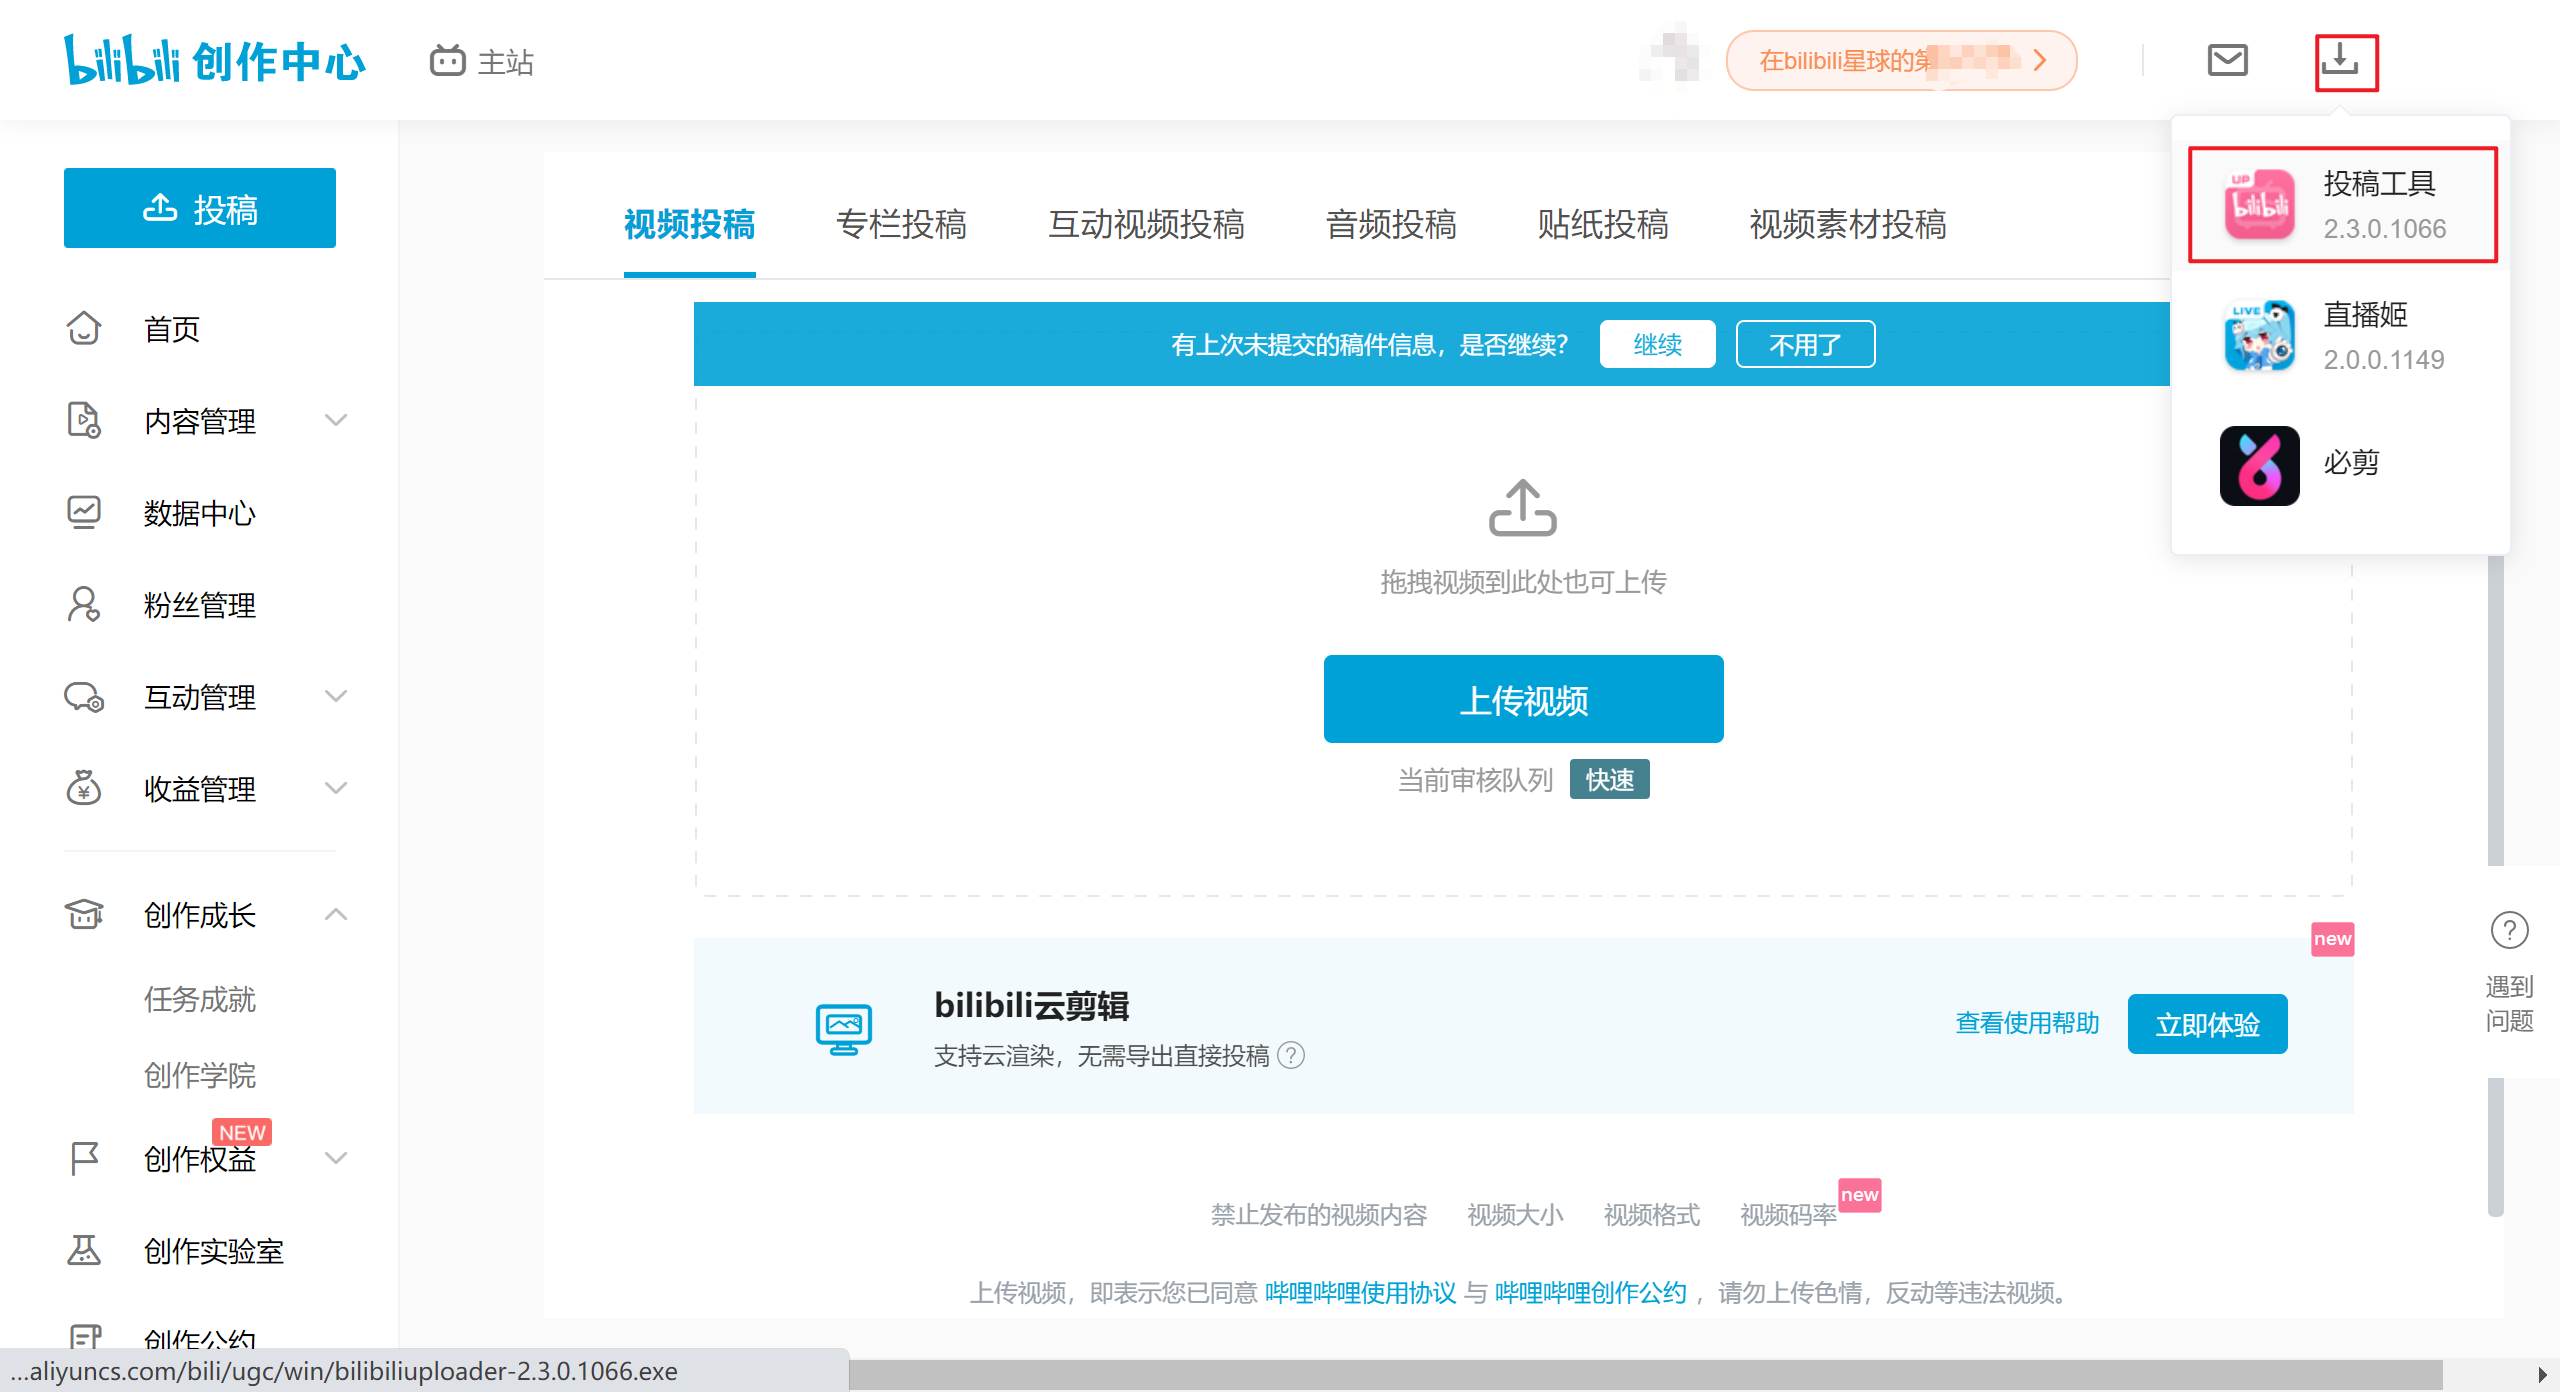 bilibili 创作中心
主站
在bilibili星球的第
投稿
首页
内容管理
数据中心
粉丝管理
互动管理
收益管理
创作成长
任务成就
创作学院
NEW
创作权益
创作实验室
创作公约
视频投稿 专栏投稿 互动视频投稿 音频投稿 贴纸投稿 视频素材投稿
有上次未提交的稿件信息，是否继续？ 继续 不用了
拖拽视频到此处也可上传
上传视频
当前审核队列 快速
UP
bilibili
投稿工具
2.3.0.1066
LIVE
直播姬
2.0.0.1149
必剪
new
bilibili云剪辑
支持云渲染，无需导出直接投稿 ?
查看使用帮助 立即体验
?
遇到
问题
禁止发布的视频内容 视频大小 视频格式 视频码率 new
上传视频，即表示您已同意 哔哩哔哩使用协议 与 哔哩哔哩创作公约 ，请勿上传色情，反动等违法视频。
...aliyuncs.com/bili/ugc/win/bilibiliuploader-2.3.0.1066.exe